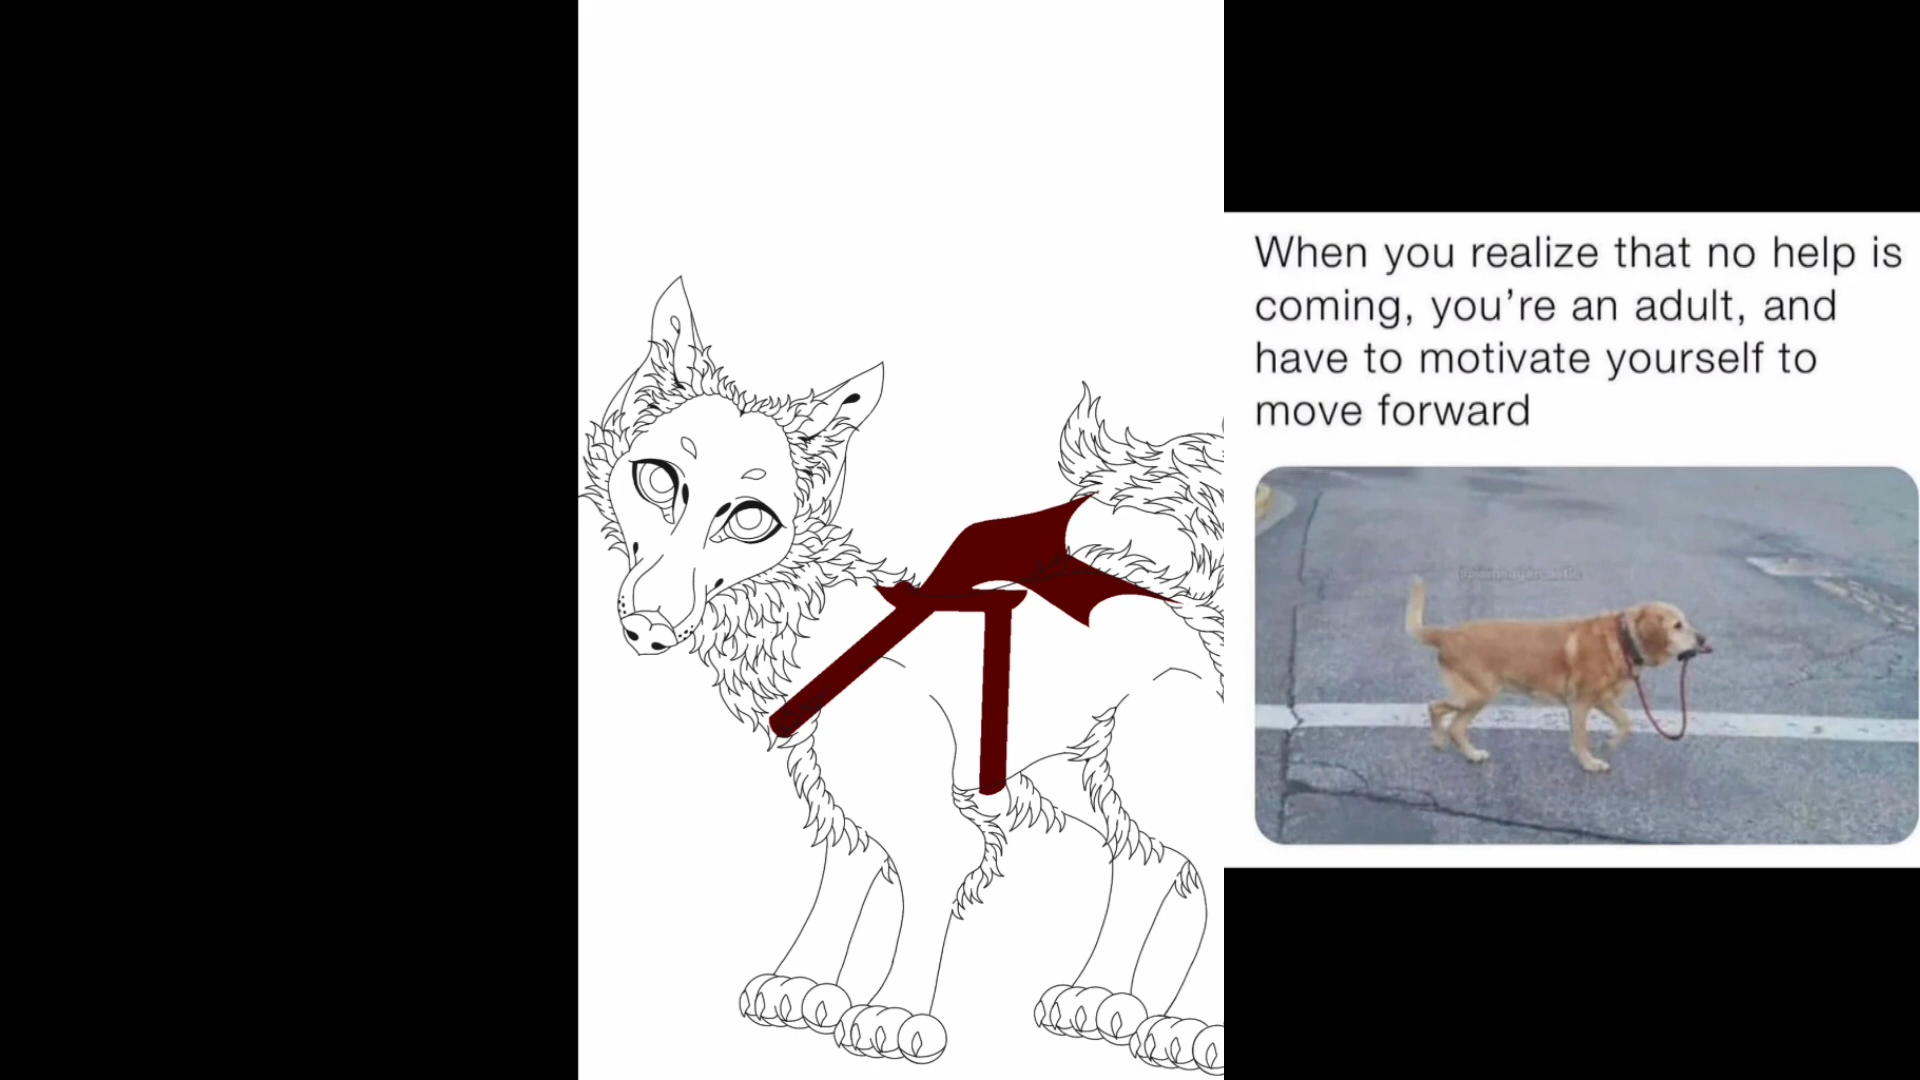 When you realize that no help is
coming, you’re an adult, and
have to motivate yourself to
move forward